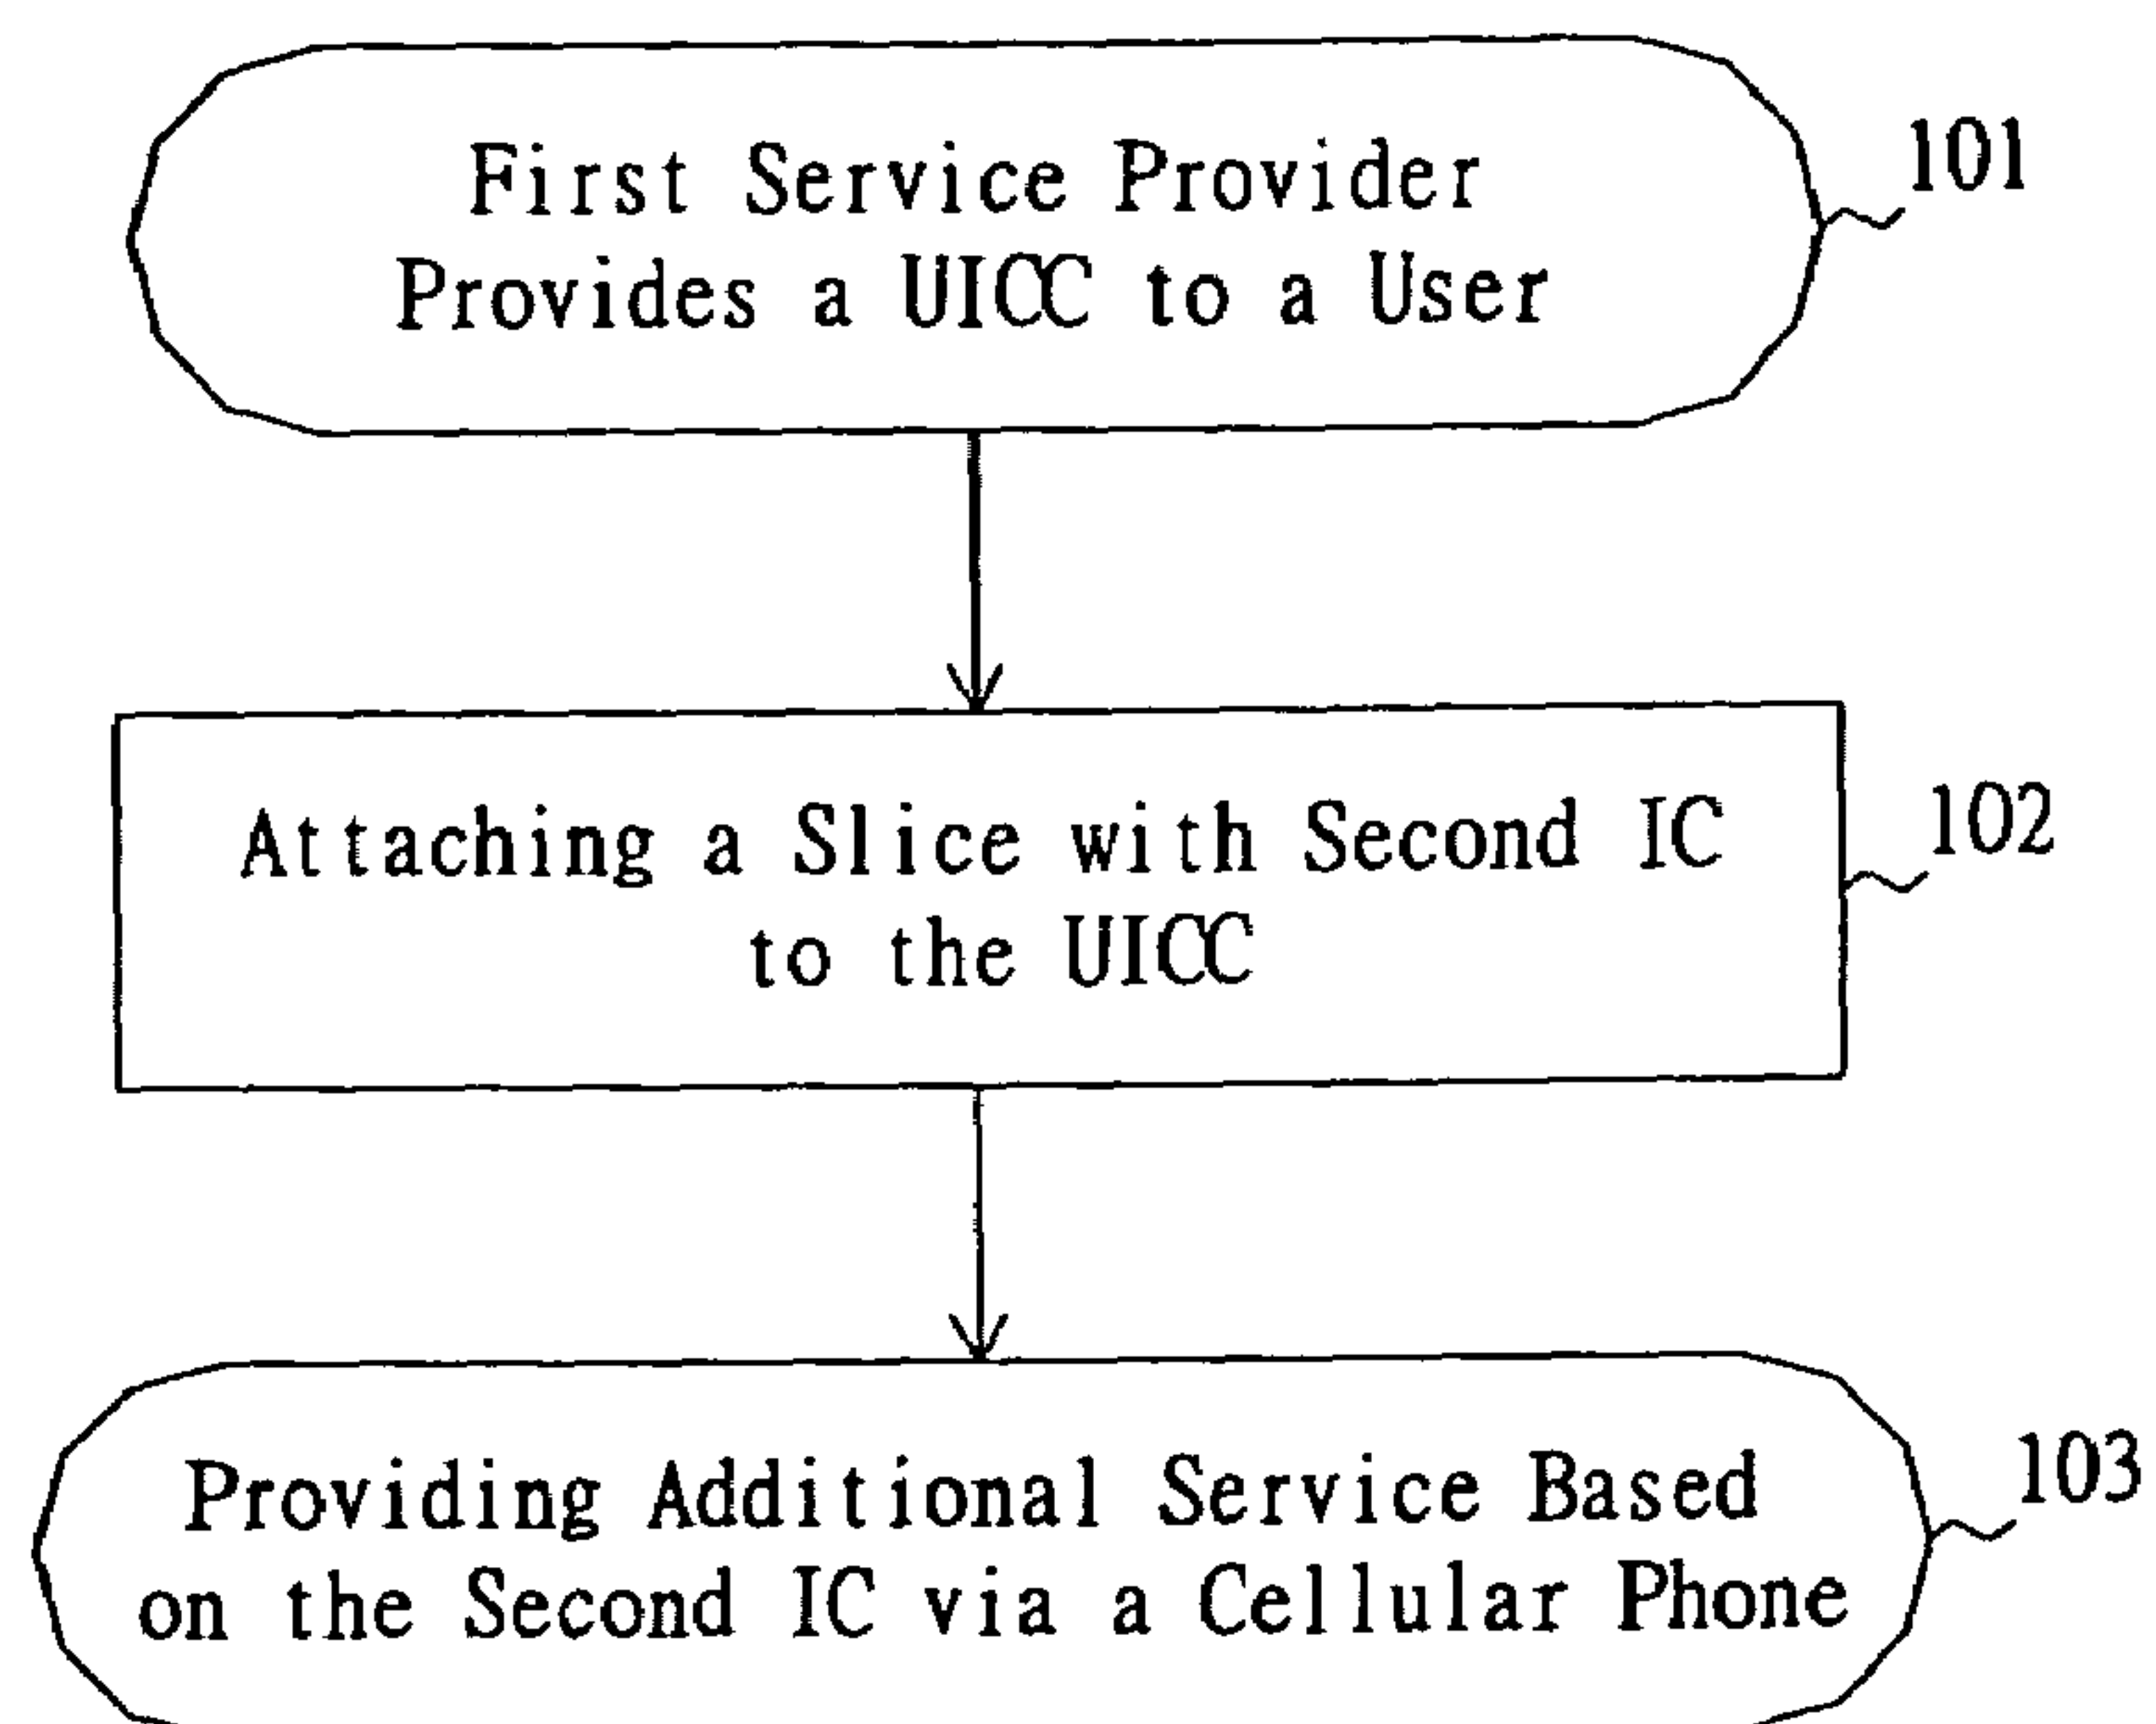 First Service Provider
Provides a UICC to a User
101
Attaching a Slice with Second IC
to the UICC
102
Providing Additional Service Based
on the Second IC via a Cellular Phone
103